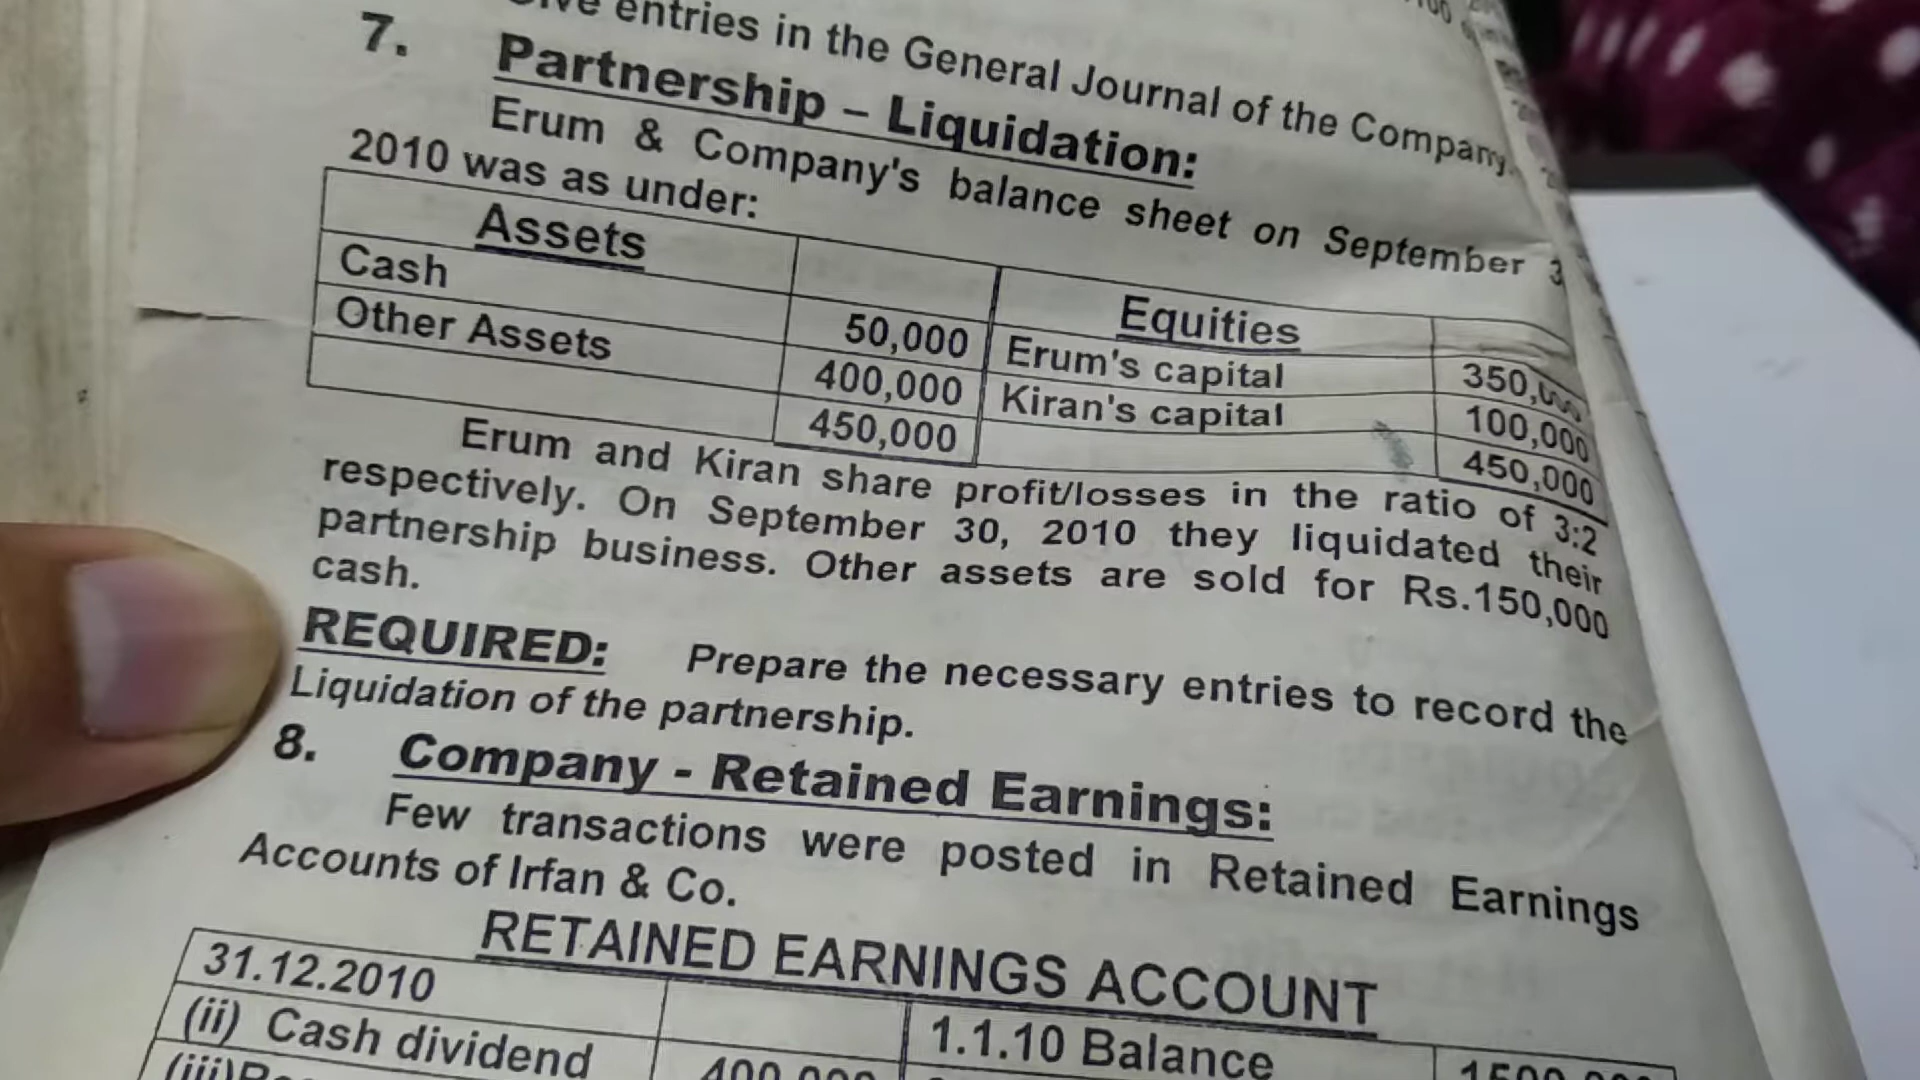 entries in the General Journal of the Company.
7. Partnership – Liquidation:
Erum & Company's balance sheet on September
2010 was as under:
Assets Equities
Cash 50,000 Erum's capital
Other Assets 400,000 Kiran's capital 100,000
450,000 450,000
Erum and Kiran share profit/losses in the ratio of 3:2
respectively. On September 30, 2010 they liquidated their
partnership business. Other assets are sold for Rs.150,000
cash.
REQUIRED: Prepare the necessary entries to record the
Liquidation of the partnership.
8. Company - Retained Earnings:
Few transactions were posted in Retained Earnings
Accounts of Irfan & Co.
RETAINED EARNINGS ACCOUNT
31.12.2010 1.1.10 Balance
(ii) Cash dividend